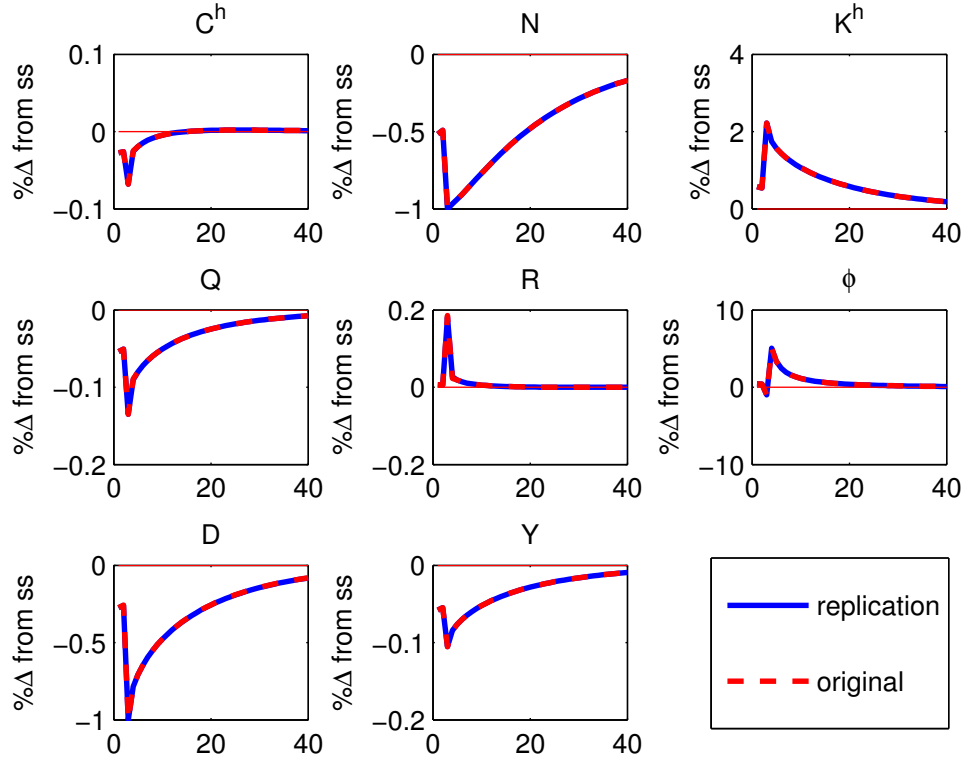 C^h
N
K^h
%Δ from ss
0.1
0
−0.1
0 20 40
%Δ from ss
0
−0.5
−1
0 20 40
%Δ from ss
4
2
0
0 20 40
Q
R
ϕ
%Δ from ss
0
−0.1
−0.2
0 20 40
%Δ from ss
0.2
0
−0.2
0 20 40
%Δ from ss
10
0
−10
0 20 40
D
Y
%Δ from ss
0
−0.5
−1
0 20 40
%Δ from ss
0
−0.1
−0.2
0 20 40
replication
original